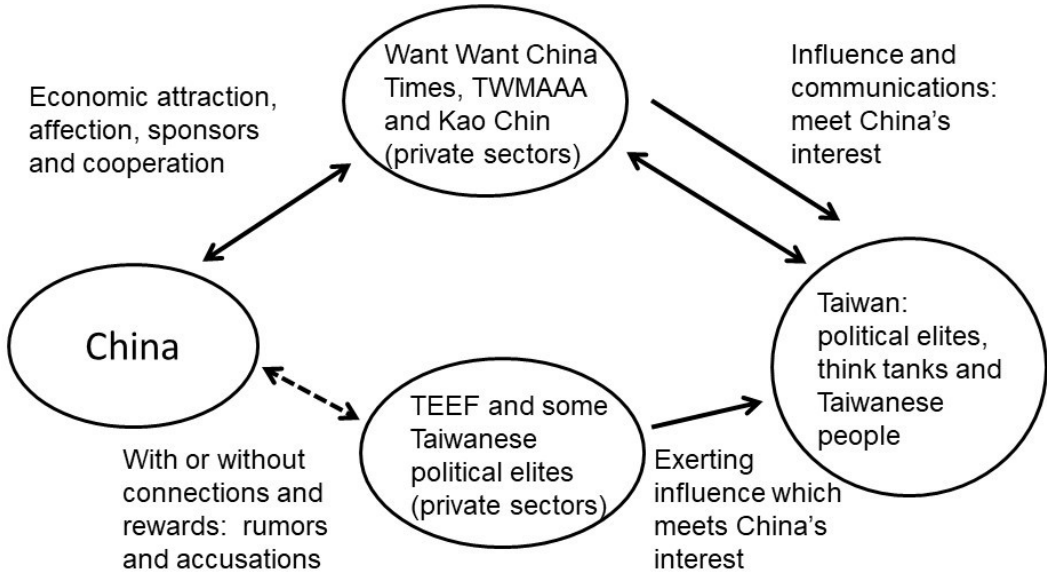 Want Want China
Times, TWMAAA
and Kao Chin
(private sectors)
Economic attraction,
affection, sponsors
and cooperation
Influence and
communications:
meet China's
interest
China
Taiwan:
political elites,
think tanks and
Taiwanese
people
TEEF and some
Taiwanese
political elites
(private sectors)
With or without
connections and
rewards:  rumors
and accusations
Exerting
influence which
meets China's
interest